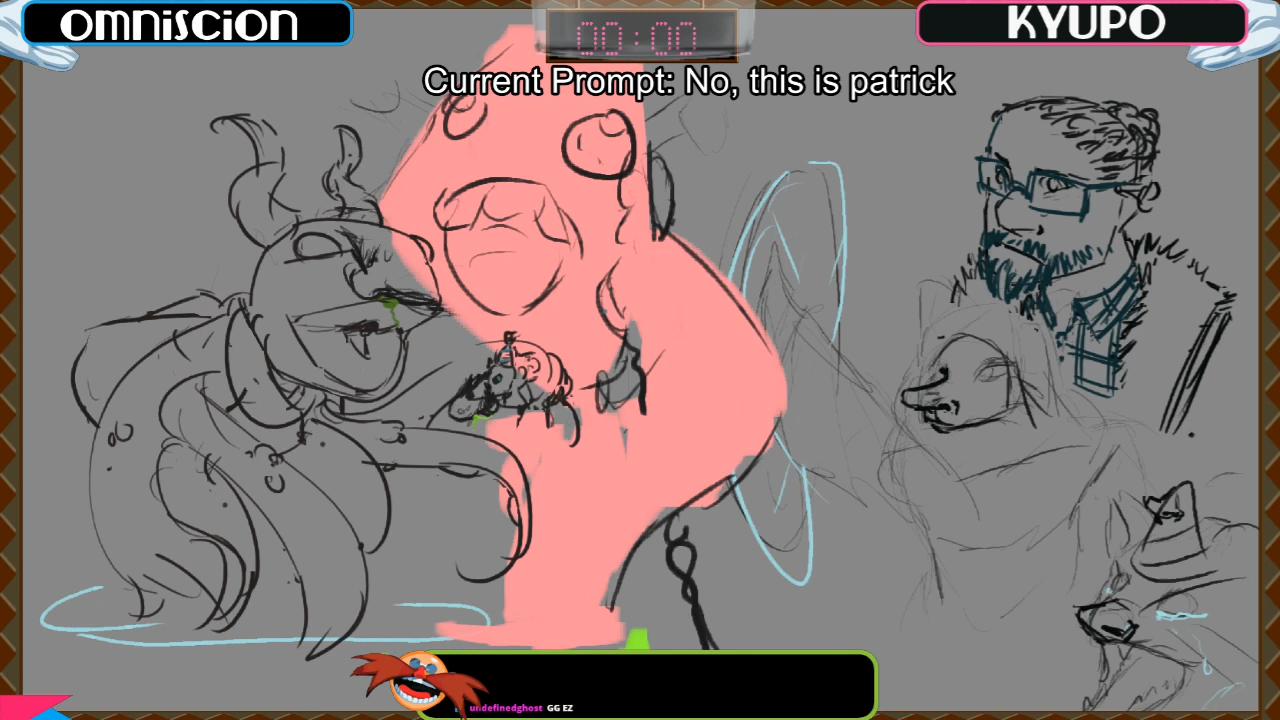 OMNISCION
00:00
KYUPO
Current Prompt: No, this is patrick
undefinedghost GG EZ